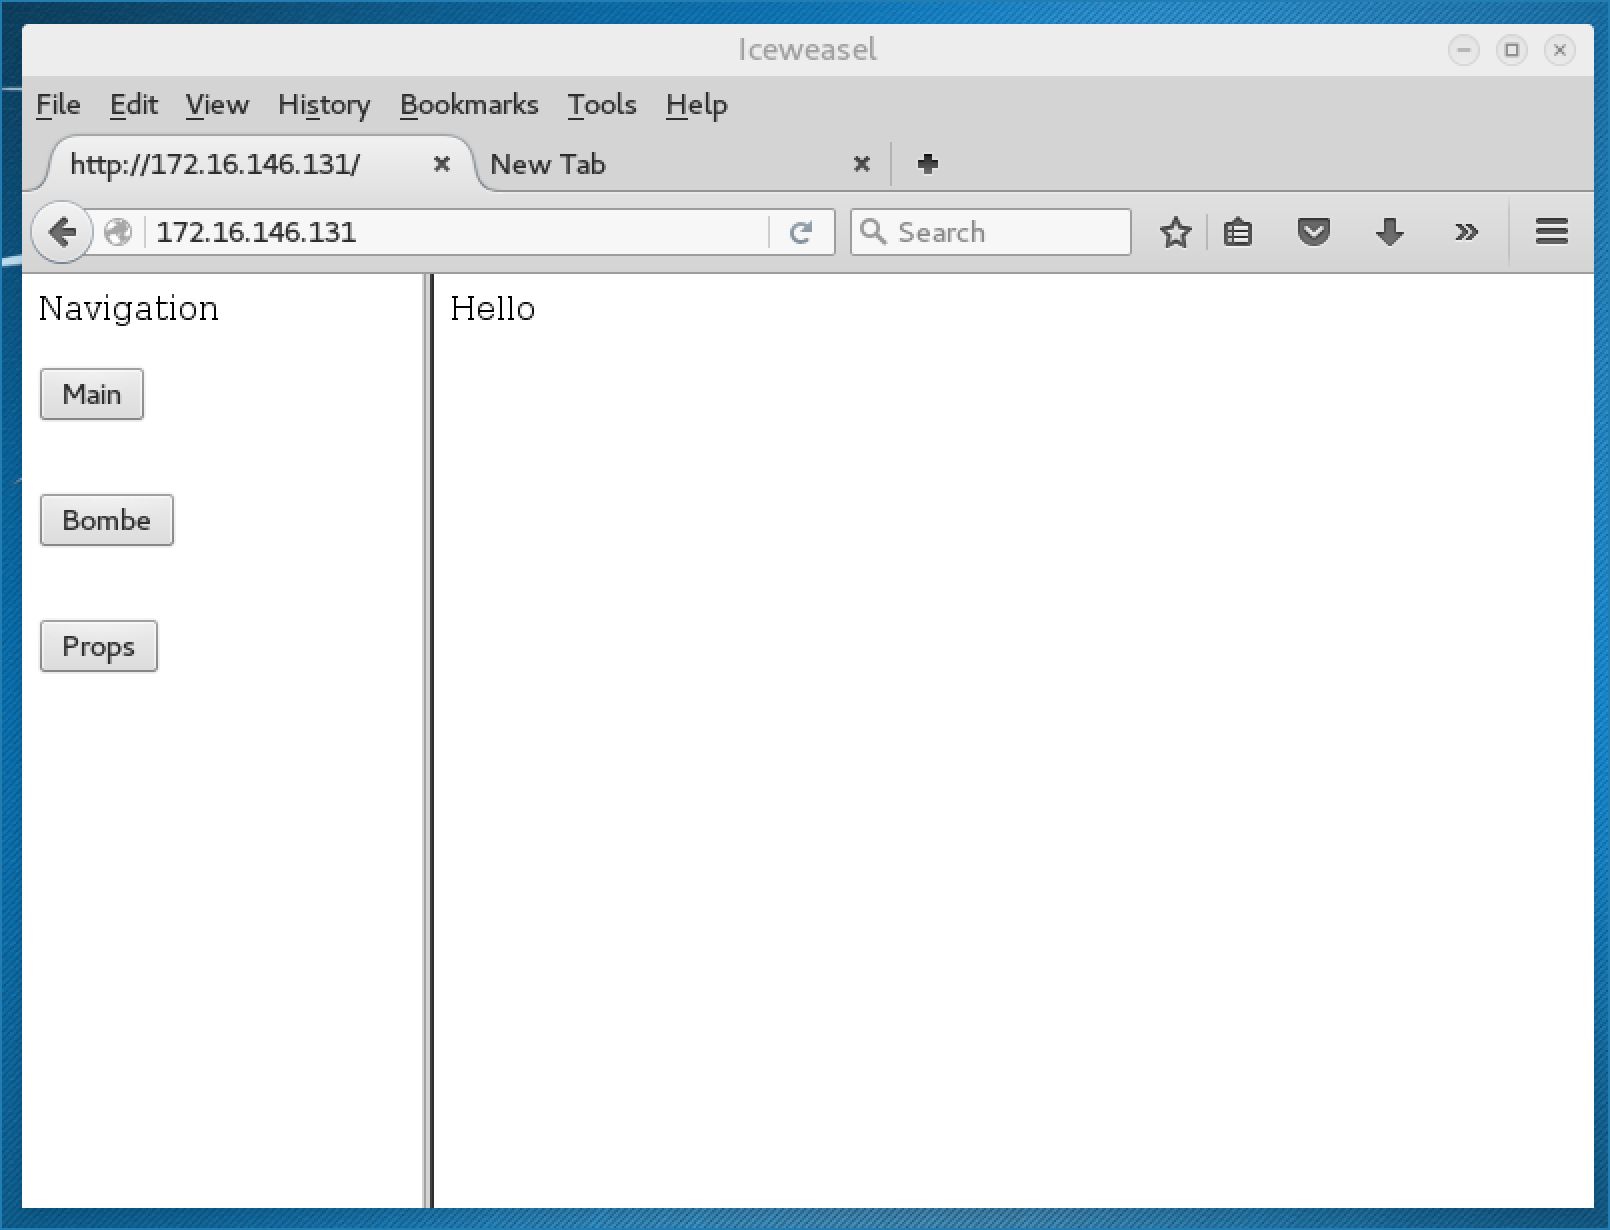 Iceweasel
File Edit View History Bookmarks Tools Help
http://172.16.146.131/ New Tab
172.16.146.131 Search
Navigation
Hello
Main
Bombe
Props